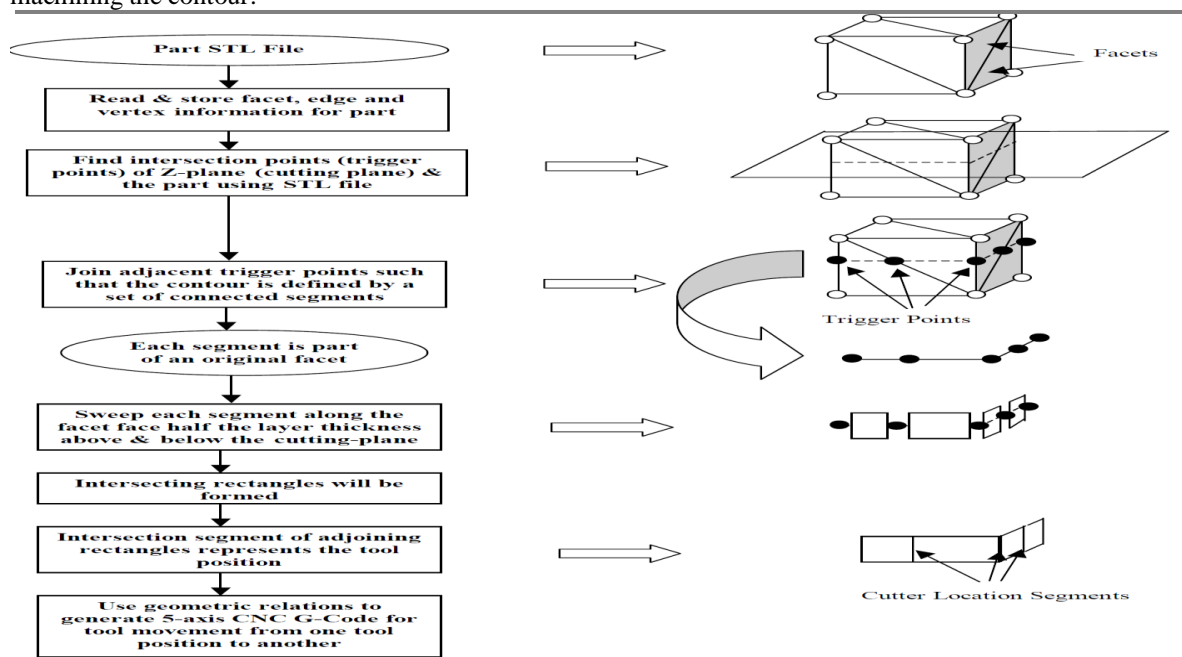 machining the contour.
Part STL File
Facets
Read & store facet, edge and
vertex information for part
Find intersection points (trigger
points) of Z-plane (cutting plane) &
the part using STL file
Join adjacent trigger points such
that the contour is defined by a
set of connected segments
Trigger Points
Each segment is part
of an original facet
Sweep each segment along the
facet face half the layer thickness
above & below the cutting-plane
Intersecting rectangles will be
formed
Intersection segment of adjoining
rectangles represents the tool
position
Cutter Location Segments
Use geometric relations to
generate 5-axis CNC G-Code for
tool movement from one tool
position to another